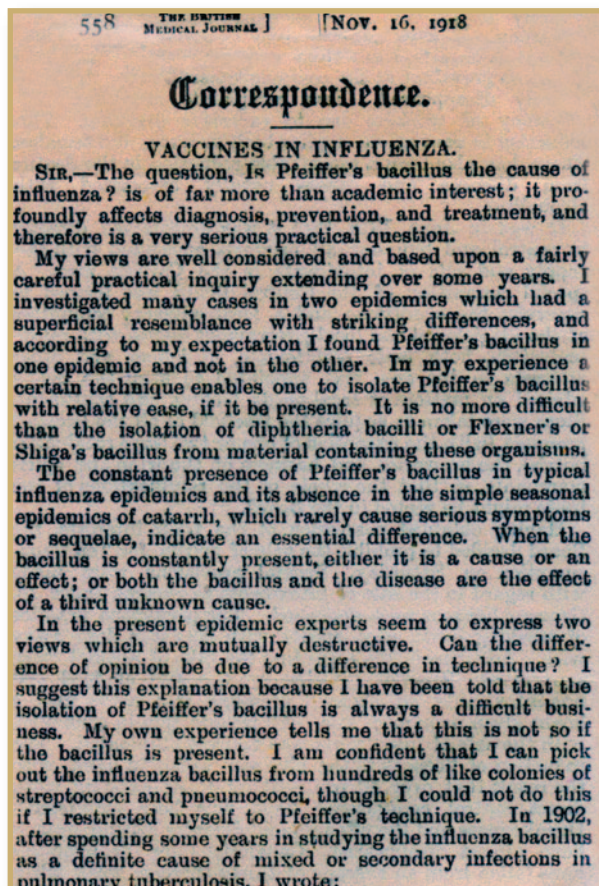 558 THE BRITISH
MEDICAL JOURNAL ] [NOV. 16, 1918
Correspondence.
VACCINES IN INFLUENZA.
SIR,—The question, Is Pfeiffer's bacillus the cause of
influenza? is of far more than academic interest; it pro-
foundly affects diagnosis, prevention, and treatment, and
therefore is a very serious practical question.
My views are well considered and based upon a fairly
careful practical inquiry extending over some years. I
investigated many cases in two epidemics which had a
superficial resemblance with striking differences, and
according to my expectation I found Pfeiffer's bacillus in
one epidemic and not in the other. In my experience a
certain technique enables one to isolate Pfeiffer's bacillus
with relative ease, if it be present. It is no more difficult
than the isolation of diphtheria bacilli or Flexner's or
Shiga's bacillus from material containing these organisms.
The constant presence of Pfeiffer's bacillus in typical
influenza epidemics and its absence in the simple seasonal
epidemics of catarrh, which rarely cause serious symptoms
or sequelae, indicate an essential difference. When the
bacillus is constantly present, either it is a cause or an
effect; or both the bacillus and the disease are the effect
of a third unknown cause.
In the present epidemic experts seem to express two
views which are mutually destructive. Can the differ-
ence of opinion be due to a difference in technique? I
suggest this explanation because I have been told that the
isolation of Pfeiffer's bacillus is always a difficult busi-
ness. My own experience tells me that this is not so if
the bacillus is present. I am confident that I can pick
out the influenza bacillus from hundreds of like colonies of
streptococci and pneumococci, though I could not do this
if I restricted myself to Pfeiffer's technique. In 1902,
after spending some years in studying the influenza bacillus
as a definite cause of mixed or secondary infections in
pulmonary tuberculosis, I wrote: